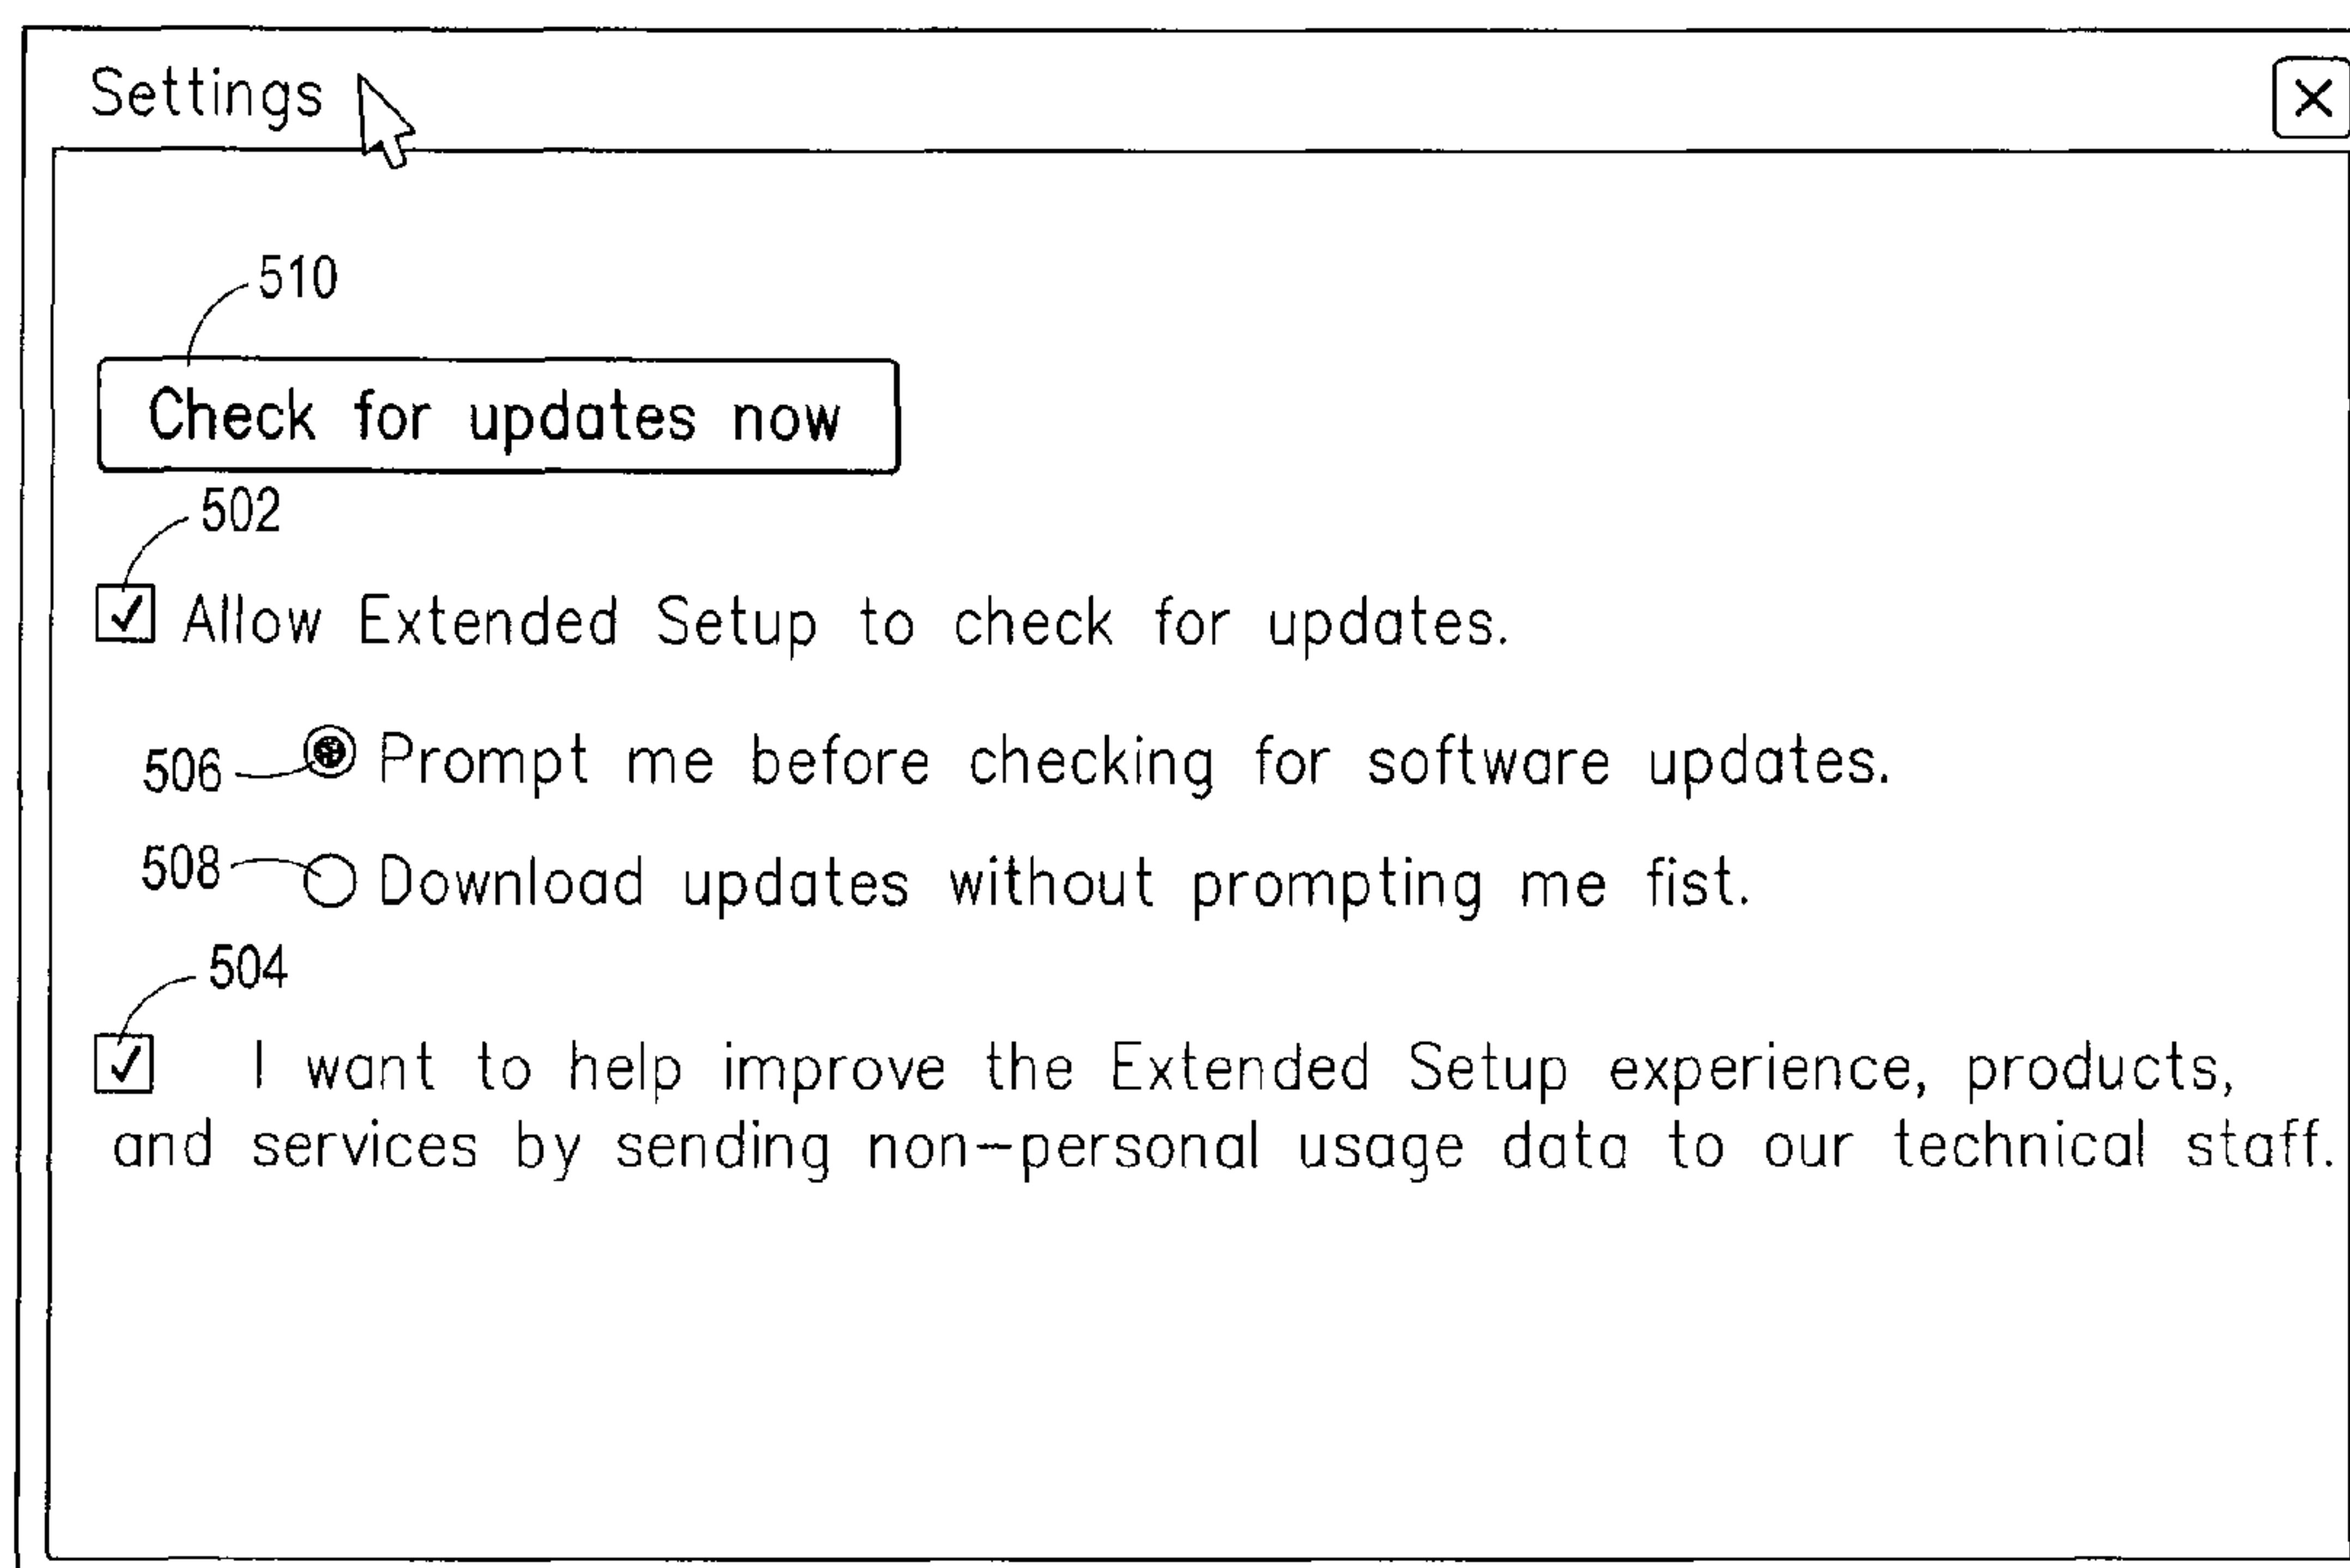 Settings
510
Check for updates now
502
Allow Extended Setup to check for updates.
506 Prompt me before checking for software updates.
508 Download updates without prompting me fist.
504
I want to help improve the Extended Setup experience, products,
and services by sending non-personal usage data to our technical staff.